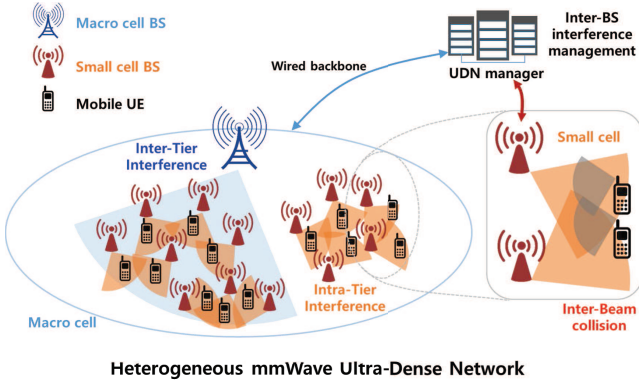 Macro cell BS
Small cell BS
Mobile UE
Wired backbone
Inter-BS
interference
management
UDN manager
Inter-Tier
Interference
Small cell
Intra-Tier
Interference
Macro cell
Inter-Beam
collision
Heterogeneous mmWave Ultra-Dense Network